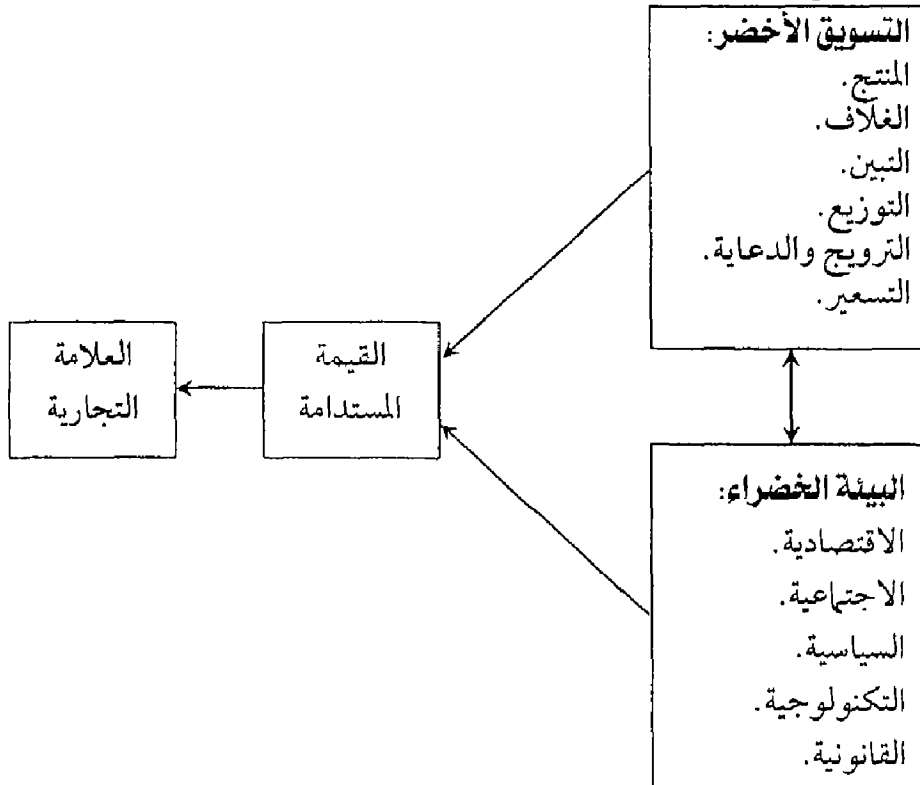 التسويق الأخضر:
المنتج.
الغلاف.
التبين.
التوزيع.
الترويج والدعاية.
التسعير.
القيمة
المستدامة
العلامة
التجارية
البيئة الخضراء:
الاقتصادية.
الاجتماعية.
السياسية.
التكنولوجية.
القانونية.